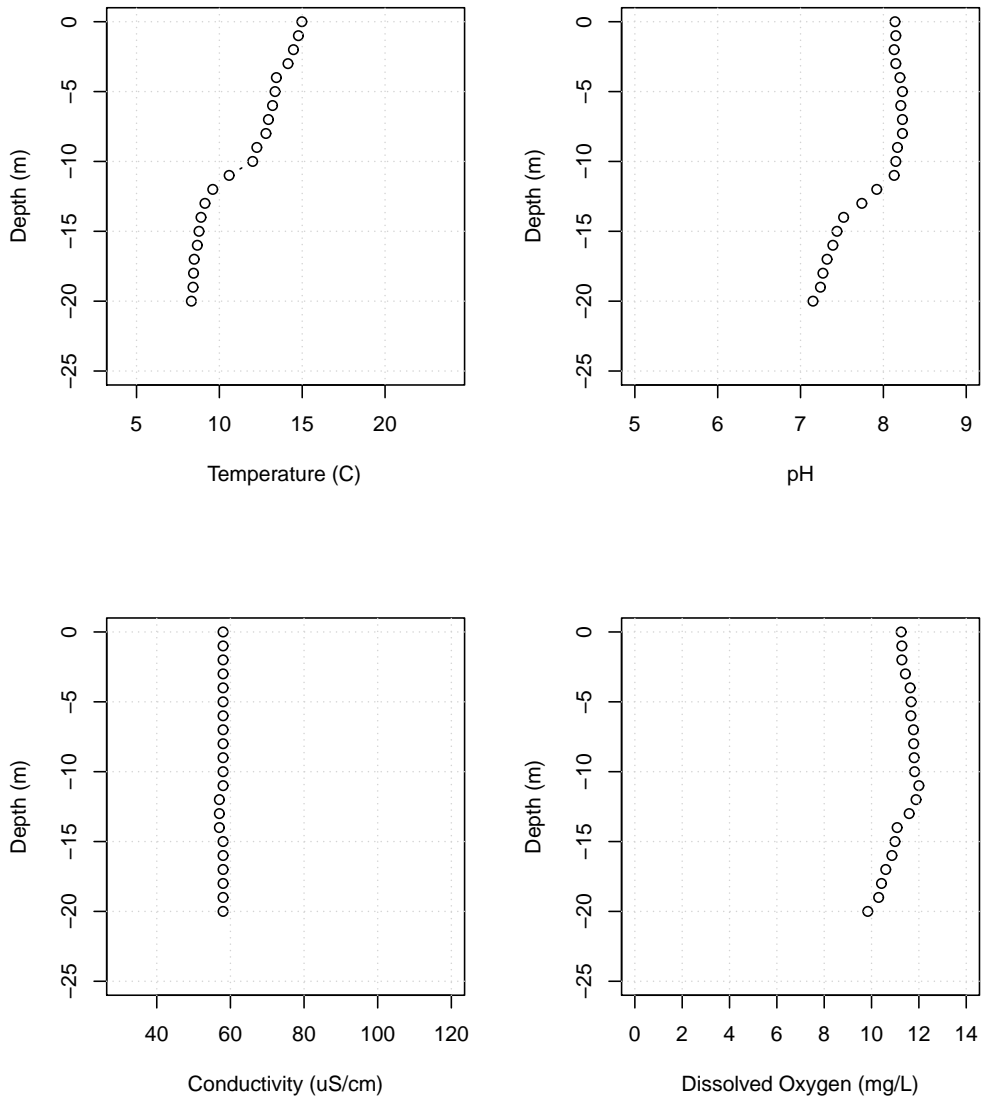 0
−5
−10
−15
−20
−25
Depth (m)
5 10 15 20
Temperature (C)
0
−5
−10
−15
−20
−25
Depth (m)
5 6 7 8 9
pH
0
−5
−10
−15
−20
−25
Depth (m)
40 60 80 100 120
Conductivity (uS/cm)
0
−5
−10
−15
−20
−25
Depth (m)
0 2 4 6 8 10 12 14
Dissolved Oxygen (mg/L)